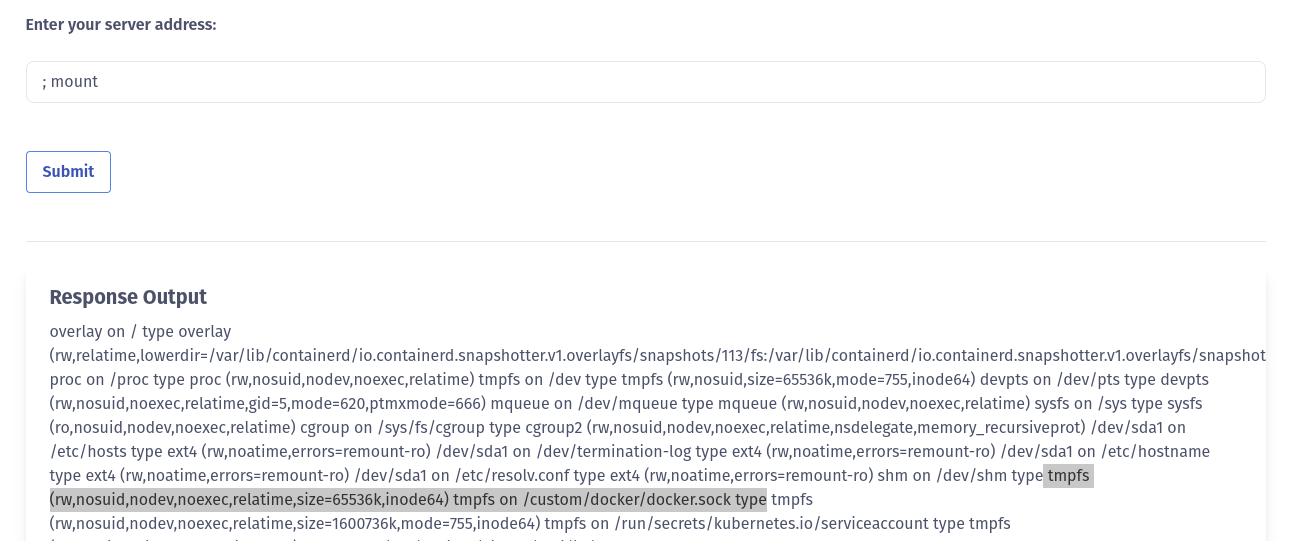 Enter your server address:
; mount
Submit
Response Output
overlay on / type overlay
(rw,relatime,lowerdir=/var/lib/containerd/io.containerd.snapshotter.v1.overlayfs/snapshots/113/fs:/var/lib/containerd/io.containerd.snapshotter.v1.overlayfs/snapshot
proc on /proc type proc (rw,nosuid,nodev,noexec,relatime) tmpfs on /dev type tmpfs (rw,nosuid,size=65536k,mode=755,inode64) devpts on /dev/pts type devpts
(rw,nosuid,noexec,relatime,gid=5,mode=620,ptmxmode=666) mqueue on /dev/mqueue type mqueue (rw,nosuid,nodev,noexec,relatime) sysfs on /sys type sysfs
(ro,nosuid,nodev,noexec,relatime) cgroup on /sys/fs/cgroup type cgroup2 (rw,nosuid,nodev,noexec,relatime,nsdelegate,memory_recursiveprot) /dev/sda1 on
/etc/hosts type ext4 (rw,noatime,errors=remount-ro) /dev/sda1 on /dev/termination-log type ext4 (rw,noatime,errors=remount-ro) /dev/sda1 on /etc/hostname
type ext4 (rw,noatime,errors=remount-ro) /dev/sda1 on /etc/resolv.conf type ext4 (rw,noatime,errors=remount-ro) shm on /dev/shm type tmpfs
(rw,nosuid,nodev,noexec,relatime,size=65536k,inode64) tmpfs on /custom/docker/docker.sock type tmpfs
(rw,nosuid,nodev,noexec,relatime,size=1600736k,mode=755,inode64) tmpfs on /run/secrets/kubernetes.io/serviceaccount type tmpfs